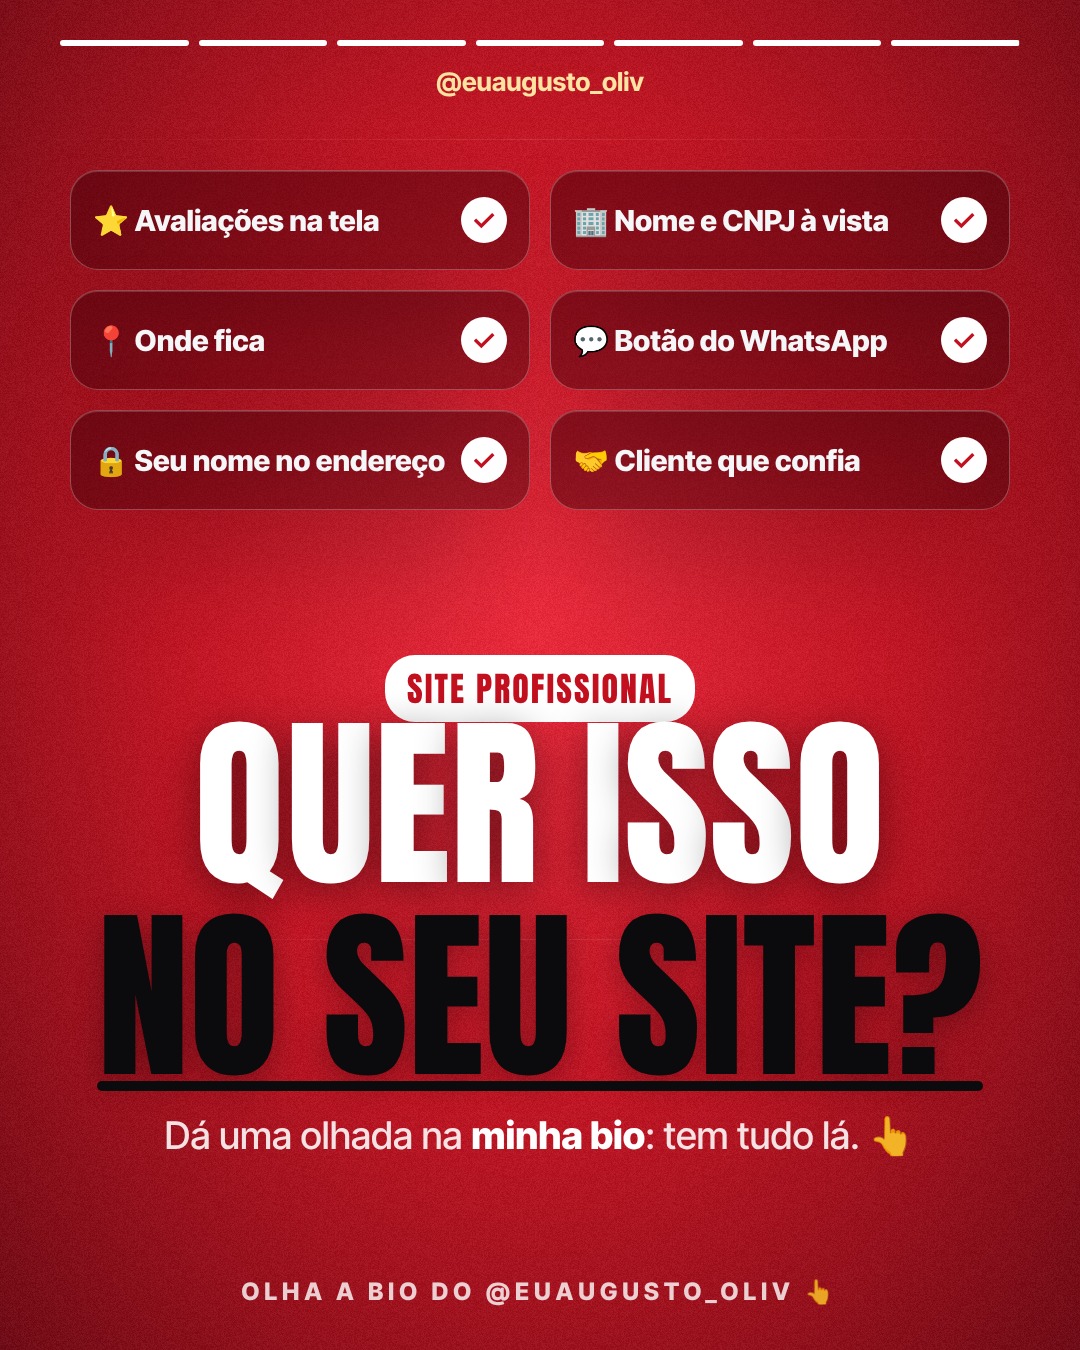 @euaugusto_oliv
⭐ Avaliações na tela
🏢 Nome e CNPJ à vista
📍 Onde fica
💬 Botão do WhatsApp
🔒 Seu nome no endereço
🤝 Cliente que confia
SITE PROFISSIONAL
QUER ISSO
NO SEU SITE?
Dá uma olhada na minha bio: tem tudo lá. 👆
OLHA A BIO DO @EUAUGUSTO_OLIV 👆